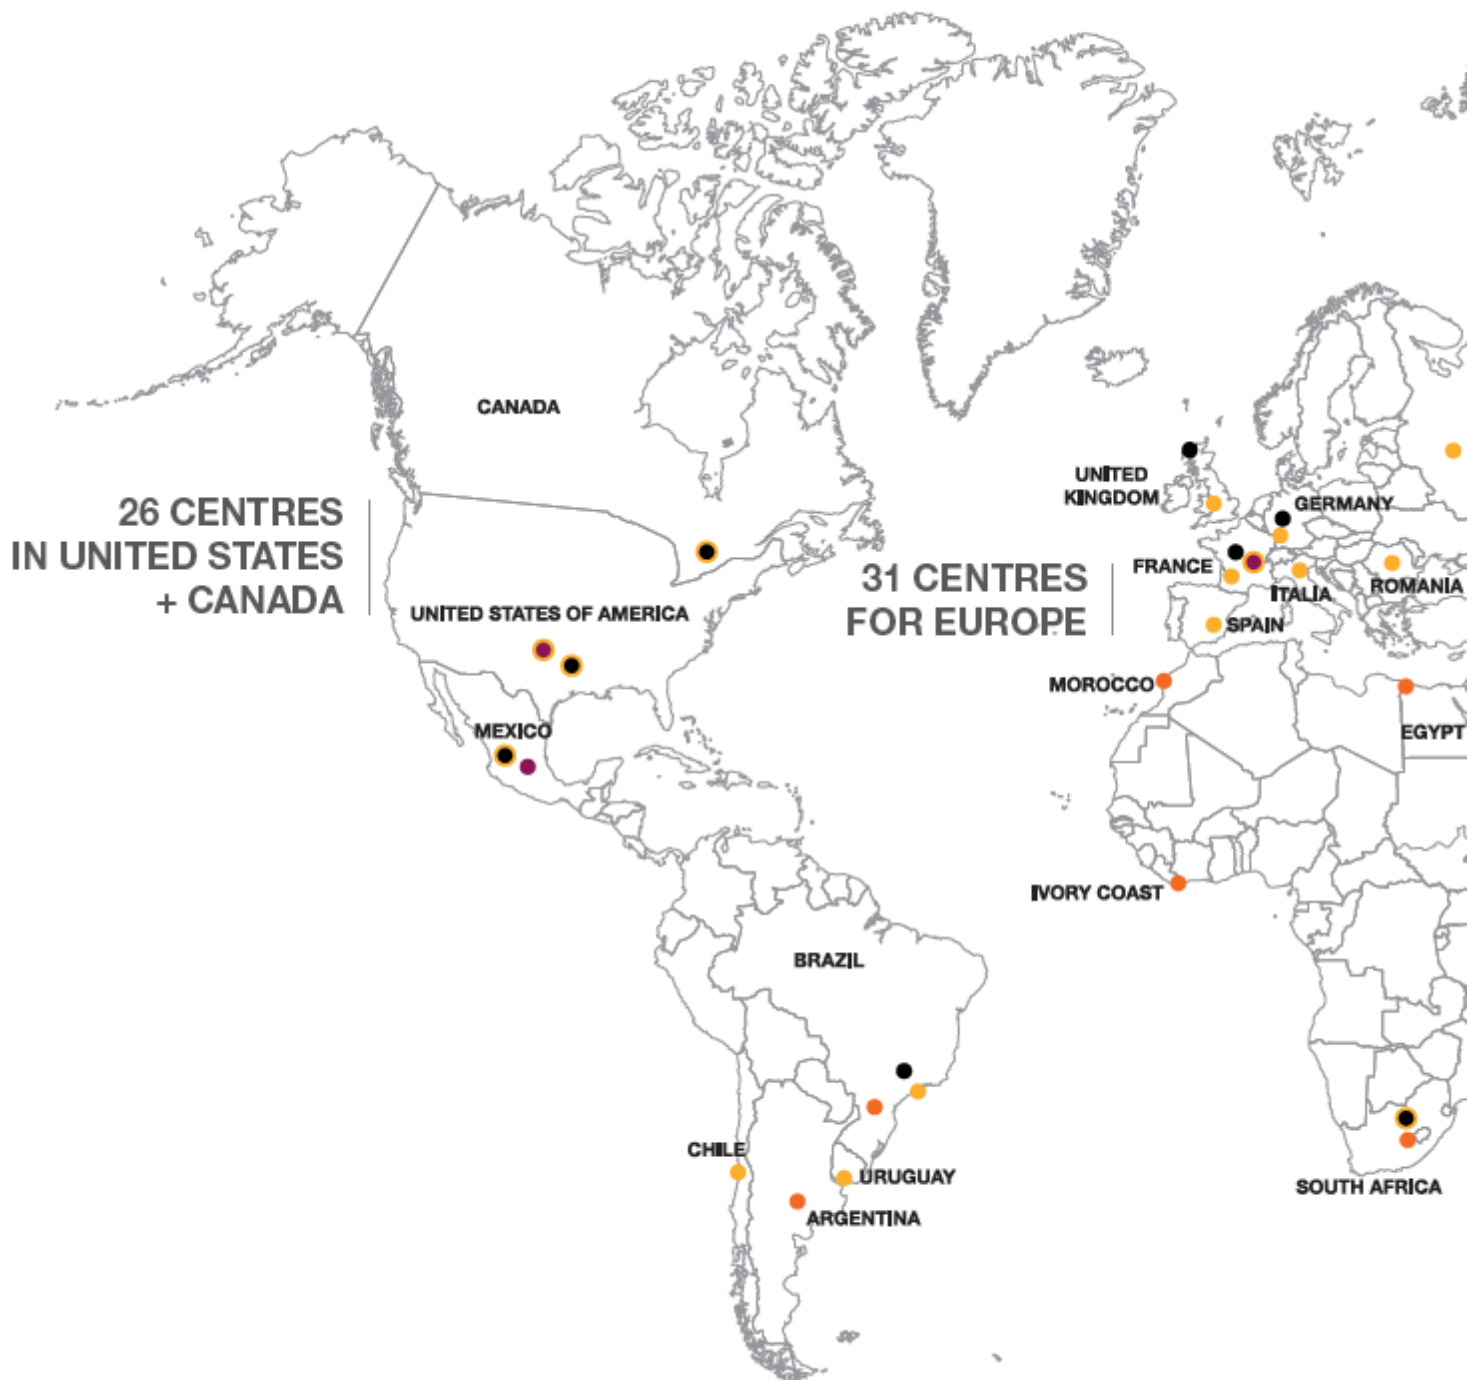 CANADA
26 CENTRES
IN UNITED STATES
+ CANADA
UNITED STATES OF AMERICA
MEXICO
BRAZIL
CHILE
URUGUAY
ARGENTINA
31 CENTRES
FOR EUROPE
UNITED
KINGDOM
GERMANY
FRANCE
ITALIA
ROMANIA
SPAIN
MOROCCO
EGYPT
IVORY COAST
SOUTH AFRICA